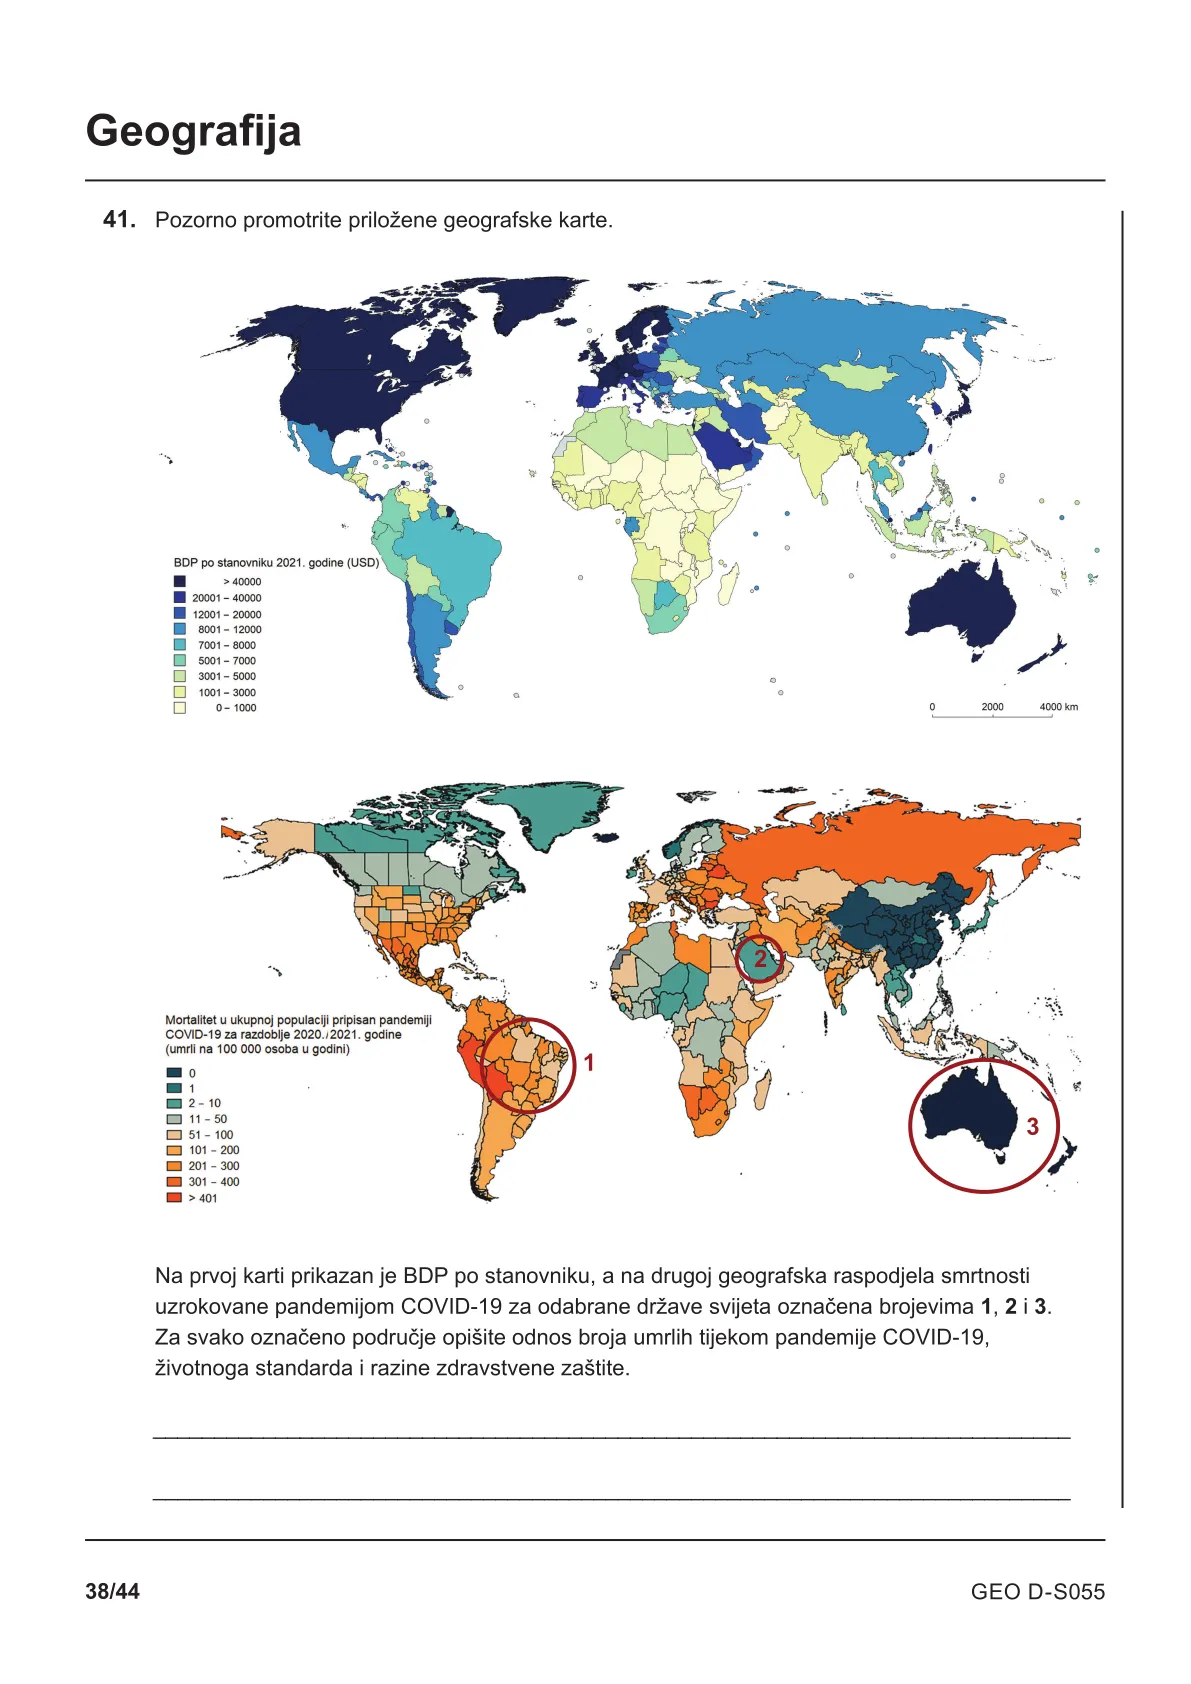 Geografija
41. Pozorno promotrite priložene geografske karte.
BDP po stanovniku 2021. godine (USD)
> 40000
20001 – 40000
12001 – 20000
8001 – 12000
7001 – 8000
5001 – 7000
3001 – 5000
1001 – 3000
0 – 1000
0 2000 4000 km
2
1
3
Mortalitet u ukupnoj populaciji pripisan pandemiji
COVID-19 za razdoblje 2020./2021. godine
(umrli na 100 000 osoba u godini)
0
1
2 – 10
11 – 50
51 – 100
101 – 200
201 – 300
301 – 400
> 401
Na prvoj karti prikazan je BDP po stanovniku, a na drugoj geografska raspodjela smrtnosti
uzrokovane pandemijom COVID-19 za odabrane države svijeta označena brojevima 1, 2 i 3.
Za svako označeno područje opišite odnos broja umrlih tijekom pandemije COVID-19,
životnoga standarda i razine zdravstvene zaštite.
38/44
GEO D-S055